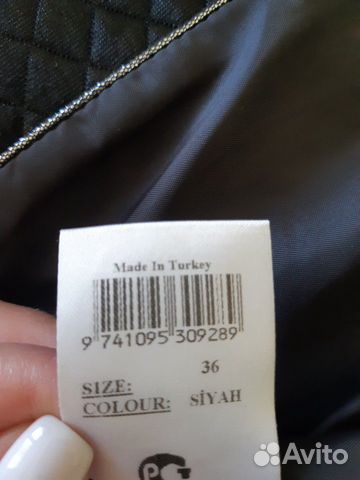 Made In Turkey
9 741095 309289
SIZE: 36
COLOUR: SİYAH
Avito